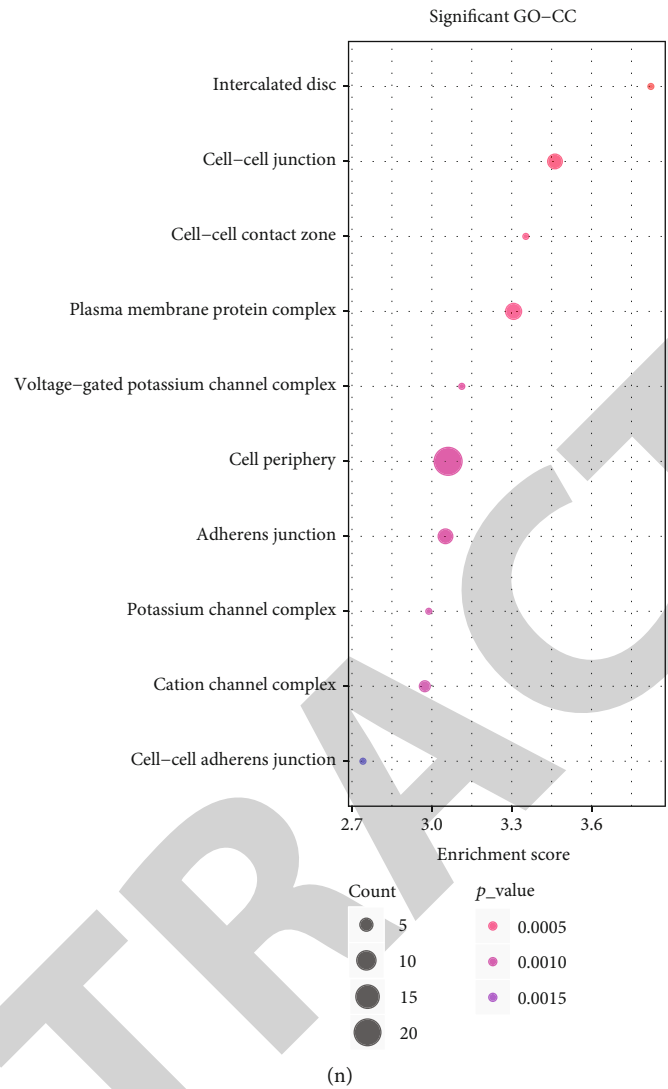 Significant GO−CC
Intercalated disc
Cell−cell junction
Cell−cell contact zone
Plasma membrane protein complex
Voltage−gated potassium channel complex
Cell periphery
Adherens junction
Potassium channel complex
Cation channel complex
Cell−cell adherens junction
2.7 3.0 3.3 3.6
Enrichment score
Count
5
10
15
20
p_value
0.0005
0.0010
0.0015
(n)
TRACT